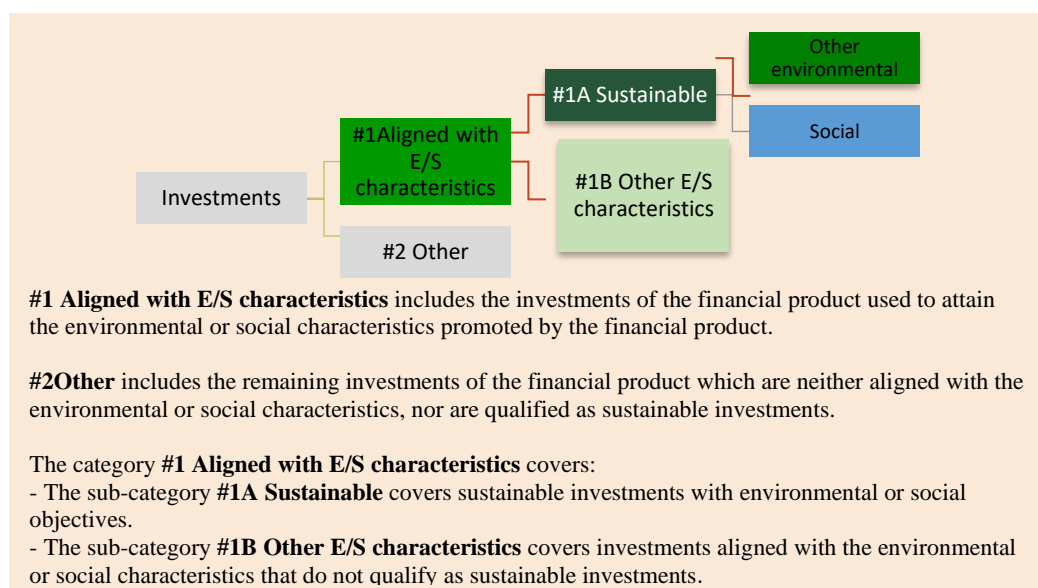 Other
environmental
#1A Sustainable
Social
#1Aligned with
E/S
characteristics
#1B Other E/S
characteristics
Investments
#2 Other
#1 Aligned with E/S characteristics includes the investments of the financial product used to attain
the environmental or social characteristics promoted by the financial product.
#2Other includes the remaining investments of the financial product which are neither aligned with the
environmental or social characteristics, nor are qualified as sustainable investments.
The category #1 Aligned with E/S characteristics covers:
- The sub-category #1A Sustainable covers sustainable investments with environmental or social
objectives.
- The sub-category #1B Other E/S characteristics covers investments aligned with the environmental
or social characteristics that do not qualify as sustainable investments.